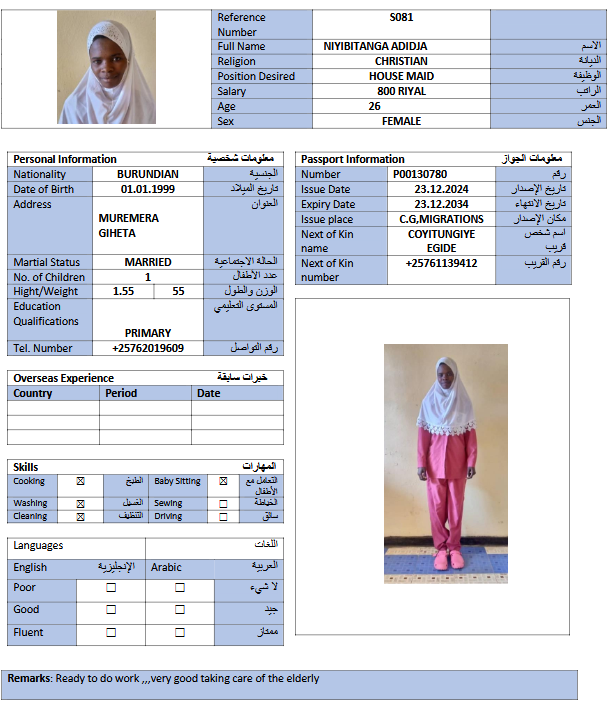 Reference Number S081
Full Name NIYIBITANGA ADIDJA الاسم
Religion CHRISTIAN الديانة
Position Desired HOUSE MAID الوظيفة
Salary 800 RIYAL الراتب
Age 26 العمر
Sex FEMALE الجنس
Personal Information معلومات شخصية
Nationality BURUNDIAN الجنسية
Date of Birth 01.01.1999 تاريخ الميلاد
Address العنوان
MUREMERA
GIHETA
Martial Status MARRIED الحالة الاجتماعية
No. of Children 1 عدد الأطفال
Hight/Weight 1.55 55 الوزن والطول
Education المستوى التعليمي
Qualifications
PRIMARY
Tel. Number +25762019609 رقم التواصل
Passport Information معلومات الجواز
Number P00130780 رقم
Issue Date 23.12.2024 تاريخ الإصدار
Expiry Date 23.12.2034 تاريخ الانتهاء
Issue place C.G,MIGRATIONS مكان الإصدار
Next of Kin COYITUNGIYE اسم شخص
name EGIDE قريب
Next of Kin +25761139412 رقم القريب
number
Overseas Experience خبرات سابقة
Country Period Date
Skills المهارات
Cooking ☒ الطبخ Baby Sitting ☒ التعامل مع
الأطفال
Washing ☒ الغسيل Sewing ☐ الخياطة
Cleaning ☒ التنظيف Driving ☐ سائق
Languages اللغات
English الإنجليزية Arabic العربية
Poor ☐ ☐ لا شيء
Good ☐ ☐ جيد
Fluent ☐ ☐ ممتاز
Remarks: Ready to do work ,,,very good taking care of the elderly